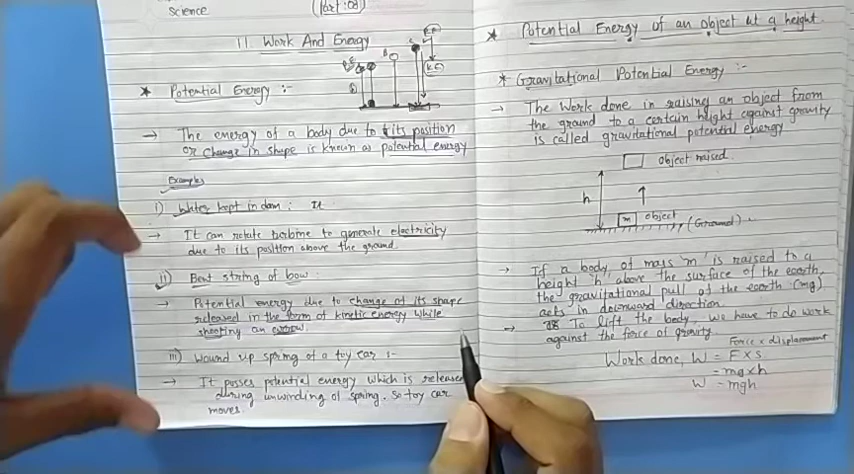 Science
(Part:08)
11 Work And Energy
P.E
B
K.E
* Potential Energy :-
→ The energy of a body due to its position
or change in shape is known as potential energy
Examples
i) Water kept in dam :
→ It can rotate turbine to generate electricity
due to its position above the ground.
ii) Bent string of bow :
→ Potential energy due to change of its shape
released in the form of kinetic energy while
shooting an arrow.
iii) Wound up spring of a toy car :-
→ It posses potential energy which is released
during unwinding of spring. So toy car
moves.
* Potential Energy of an object at a height.
* Gravitational Potential Energy :-
→ The Work done in raising an object from
the ground to a certain height against gravity
is called gravitational potential energy
object raised.
h
m object
(Ground).
→ If a body, of mass 'm' is raised to a
height 'h' above the surface of the earth,
the gravitational pull of the earth (mg)
acts in downward direction.
→ To lift the body, we have to do work
against the force of gravity.
Force x displacement
Work done, W = F x s
= mg x h
W = mgh